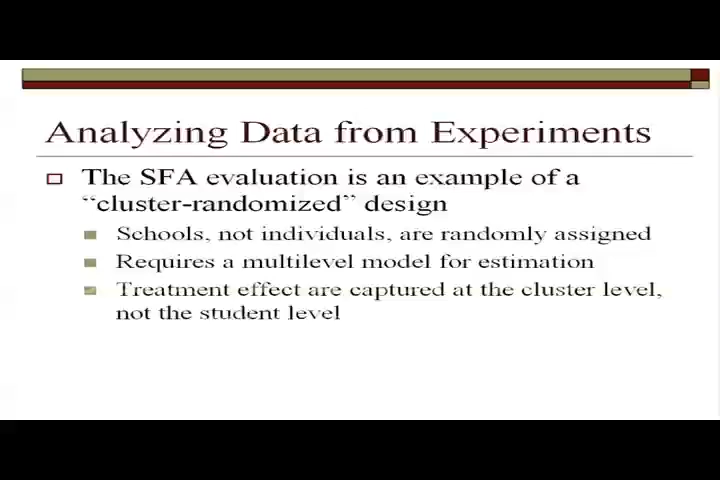 Analyzing Data from Experiments
The SFA evaluation is an example of a
“cluster-randomized” design
Schools, not individuals, are randomly assigned
Requires a multilevel model for estimation
Treatment effect are captured at the cluster level,
not the student level